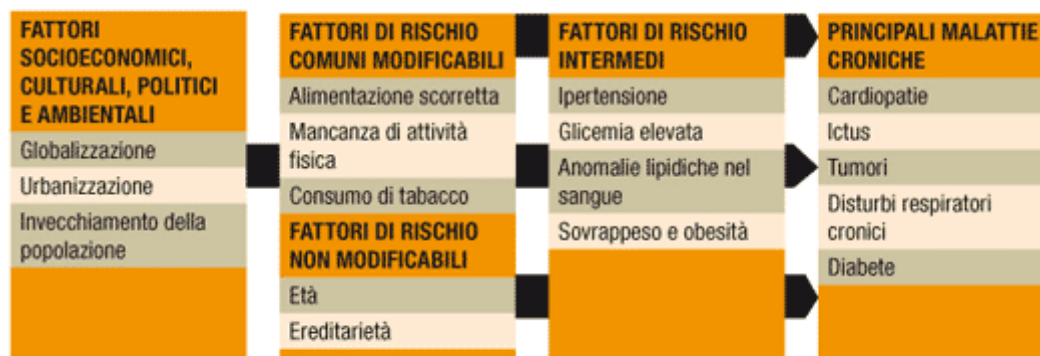 FATTORI
SOCIOECONOMICI,
CULTURALI, POLITICI
E AMBIENTALI
Globalizzazione
Urbanizzazione
Invecchiamento della
popolazione
FATTORI DI RISCHIO
COMUNI MODIFICABILI
Alimentazione scorretta
Mancanza di attività
fisica
Consumo di tabacco
FATTORI DI RISCHIO
NON MODIFICABILI
Età
Ereditarietà
FATTORI DI RISCHIO
INTERMEDI
Ipertensione
Glicemia elevata
Anomalie lipidiche nel
sangue
Sovrappeso e obesità
PRINCIPALI MALATTIE
CRONICHE
Cardiopatie
Ictus
Tumori
Disturbi respiratori
cronici
Diabete